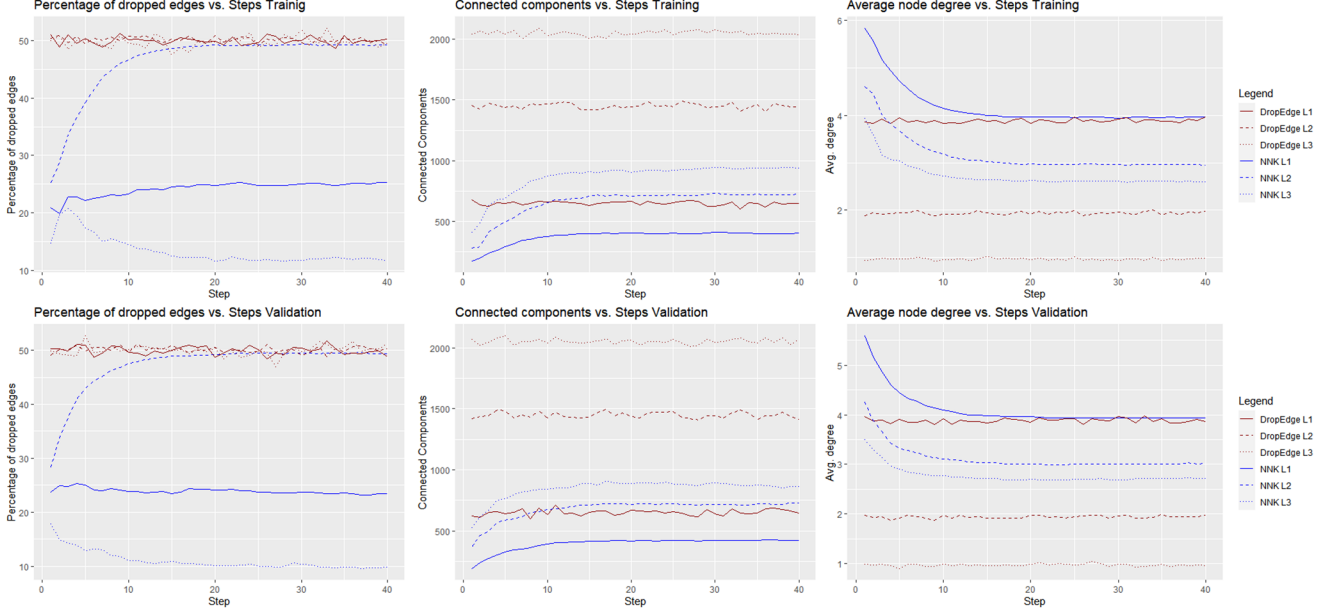 Percentage of dropped edges vs. Steps Trainig
Percentage of dropped edges
50
40
30
20
10
0
10
20
30
40
Step
Connected components vs. Steps Training
Connected Components
2000
1500
1000
500
0
10
20
30
40
Step
Average node degree vs. Steps Training
Avg. degree
6
4
2
0
10
20
30
40
Step
Legend
DropEdge L1
DropEdge L2
DropEdge L3
NNK L1
NNK L2
NNK L3
Percentage of dropped edges vs. Steps Validation
Percentage of dropped edges
50
40
30
20
10
0
10
20
30
40
Step
Connected components vs. Steps Validation
Connected Components
2000
1500
1000
500
0
10
20
30
40
Step
Average node degree vs. Steps Validation
Avg. degree
5
4
3
2
1
0
10
20
30
40
Step
Legend
DropEdge L1
DropEdge L2
DropEdge L3
NNK L1
NNK L2
NNK L3